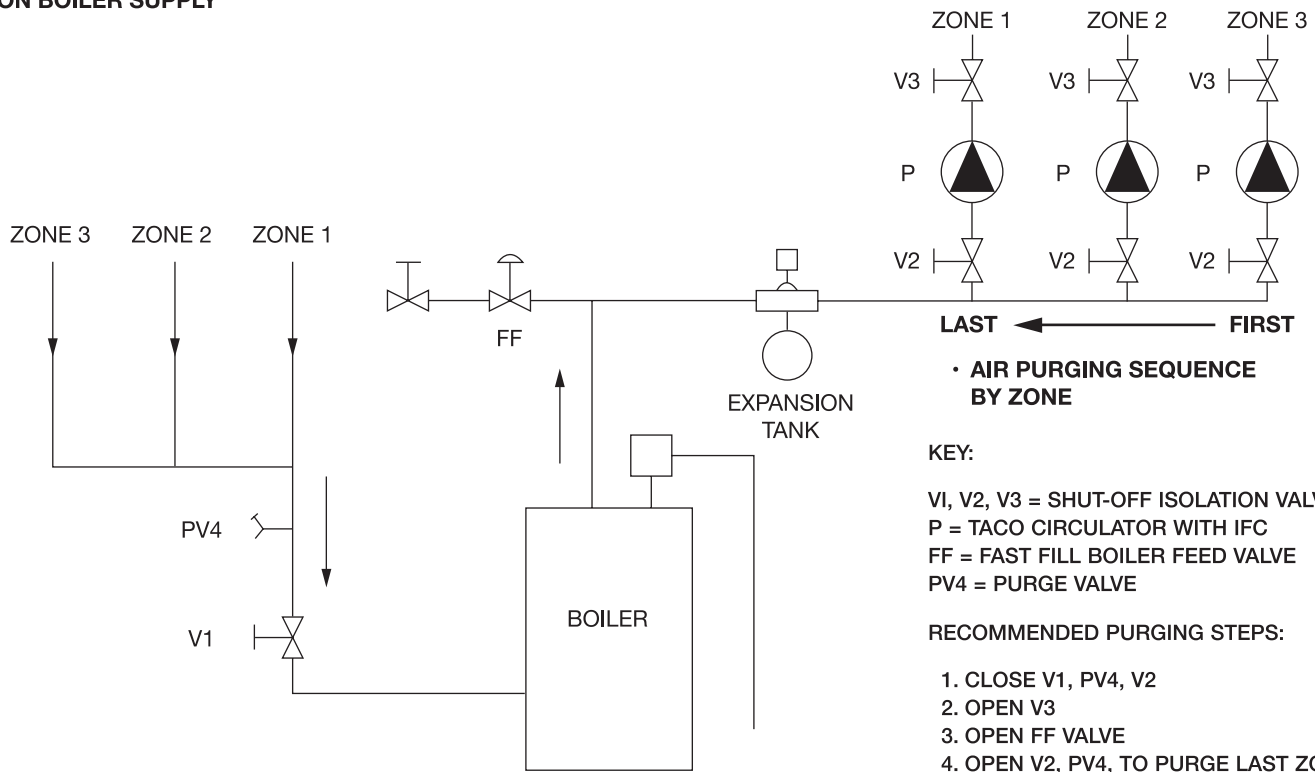 ON BOILER SUPPLY
ZONE 1 ZONE 2 ZONE 3
V3 V3 V3
P P P
ZONE 3 ZONE 2 ZONE 1
V2 V2 V2
FF
LAST FIRST
· AIR PURGING SEQUENCE
BY ZONE
EXPANSION
TANK
KEY:
VI, V2, V3 = SHUT-OFF ISOLATION
P = TACO CIRCULATOR WITH IFC
FF = FAST FILL BOILER FEED VALVE
PV4 = PURGE VALVE
PV4
BOILER
V1
RECOMMENDED PURGING STEPS:
1. CLOSE V1, PV4, V2
2. OPEN V3
3. OPEN FF VALVE
4. OPEN V2, PV4, TO PURGE LAST